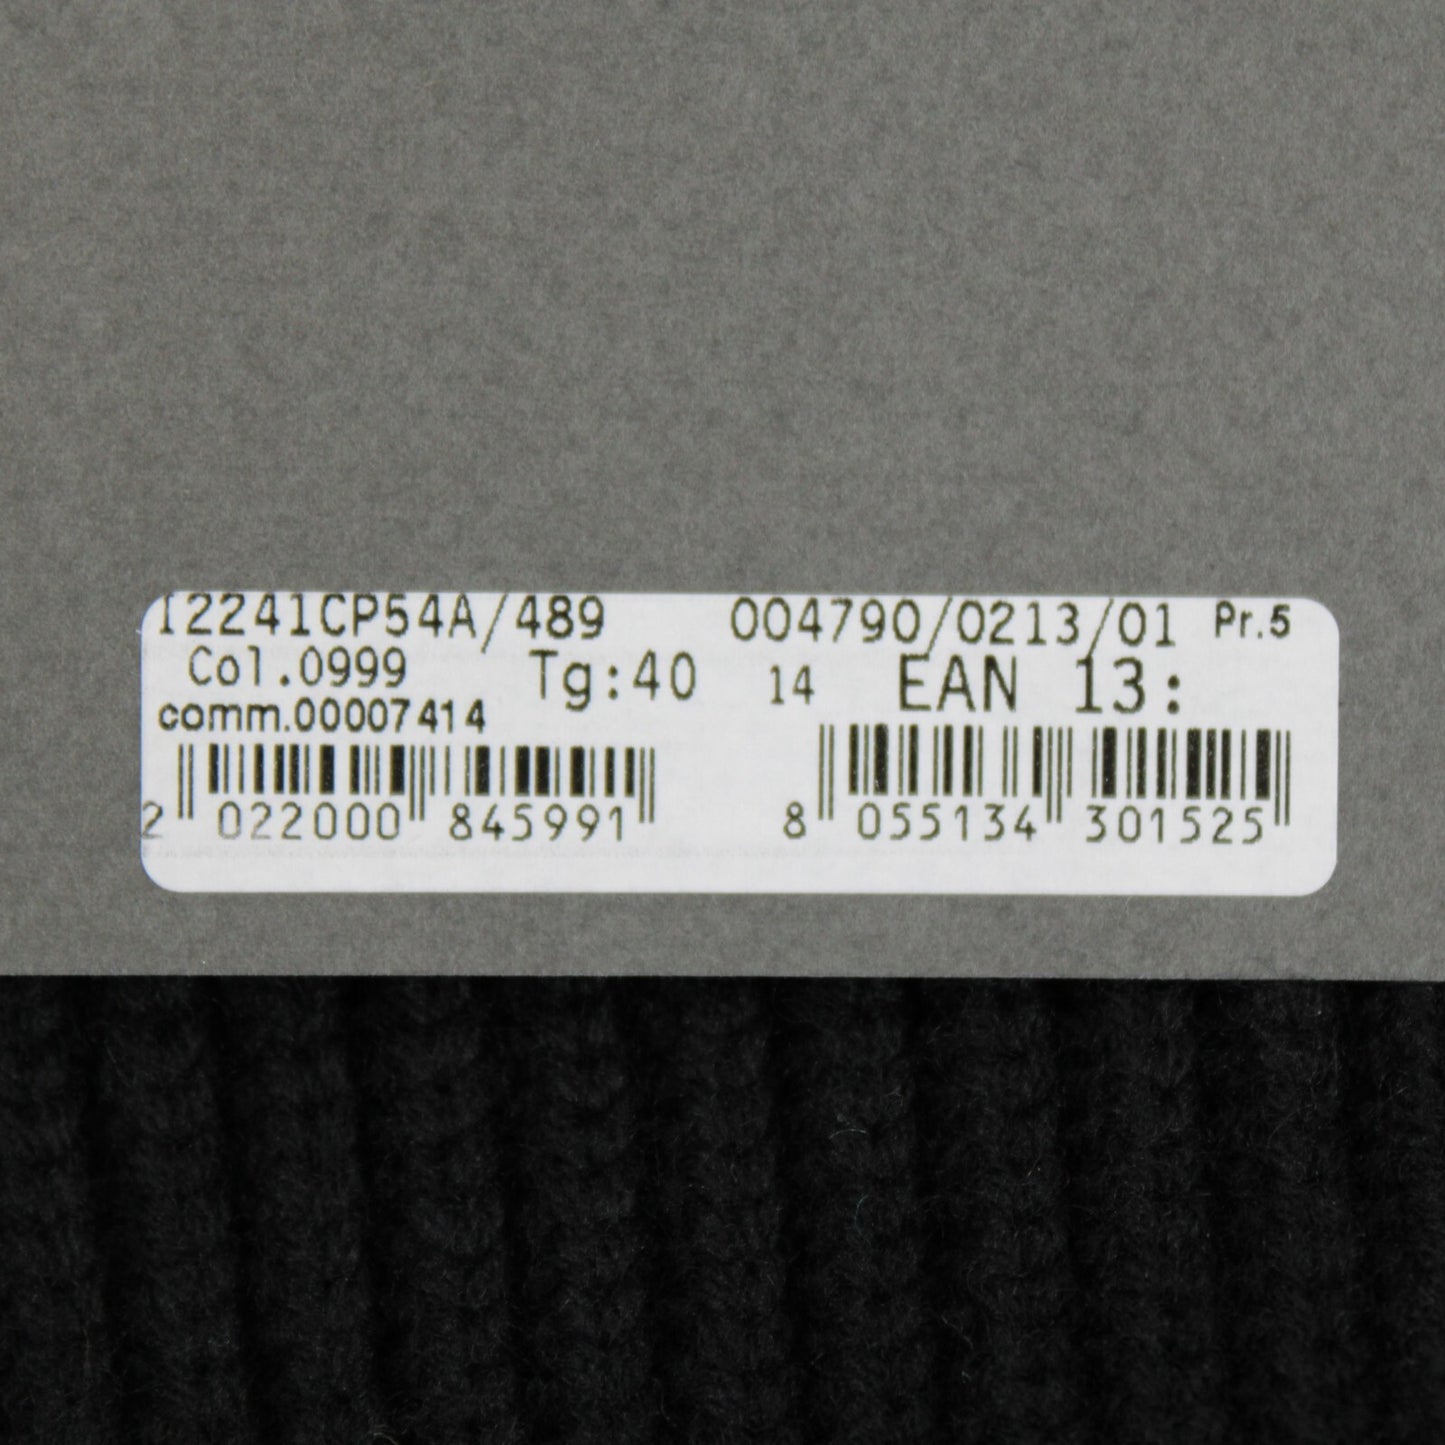 I2241CP54A/489 004790/0213/01 Pr.5
Col.0999 Tg:40 14 EAN 13:
comm.00007414
2 022000 845991 8 055134 301525